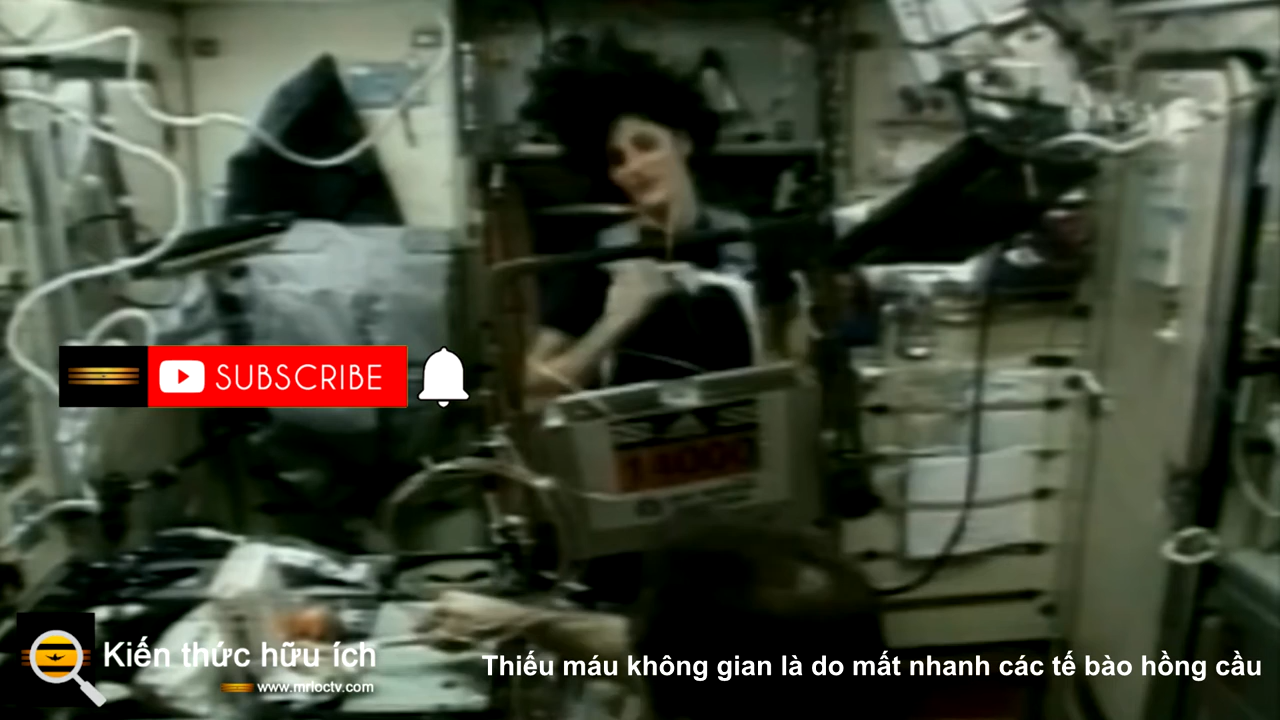 SUBSCRIBE
14000
Kiến thức hữu ích
www.mrloctv.com
Thiếu máu không gian là do mất nhanh các tế bào hồng cầu